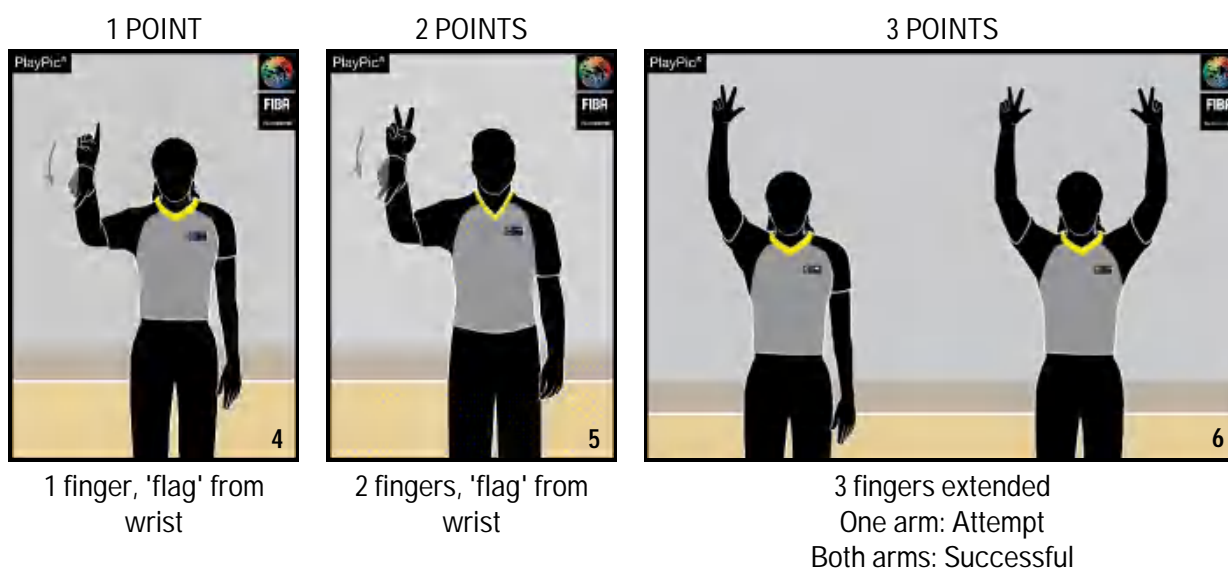 1 POINT
2 POINTS
3 POINTS
PlayPic®
FIBA
PlayPic®
FIBA
PlayPic®
FIBA
4
5
6
1 finger, 'flag' from
wrist
2 fingers, 'flag' from
wrist
3 fingers extended
One arm: Attempt
Both arms: Successful